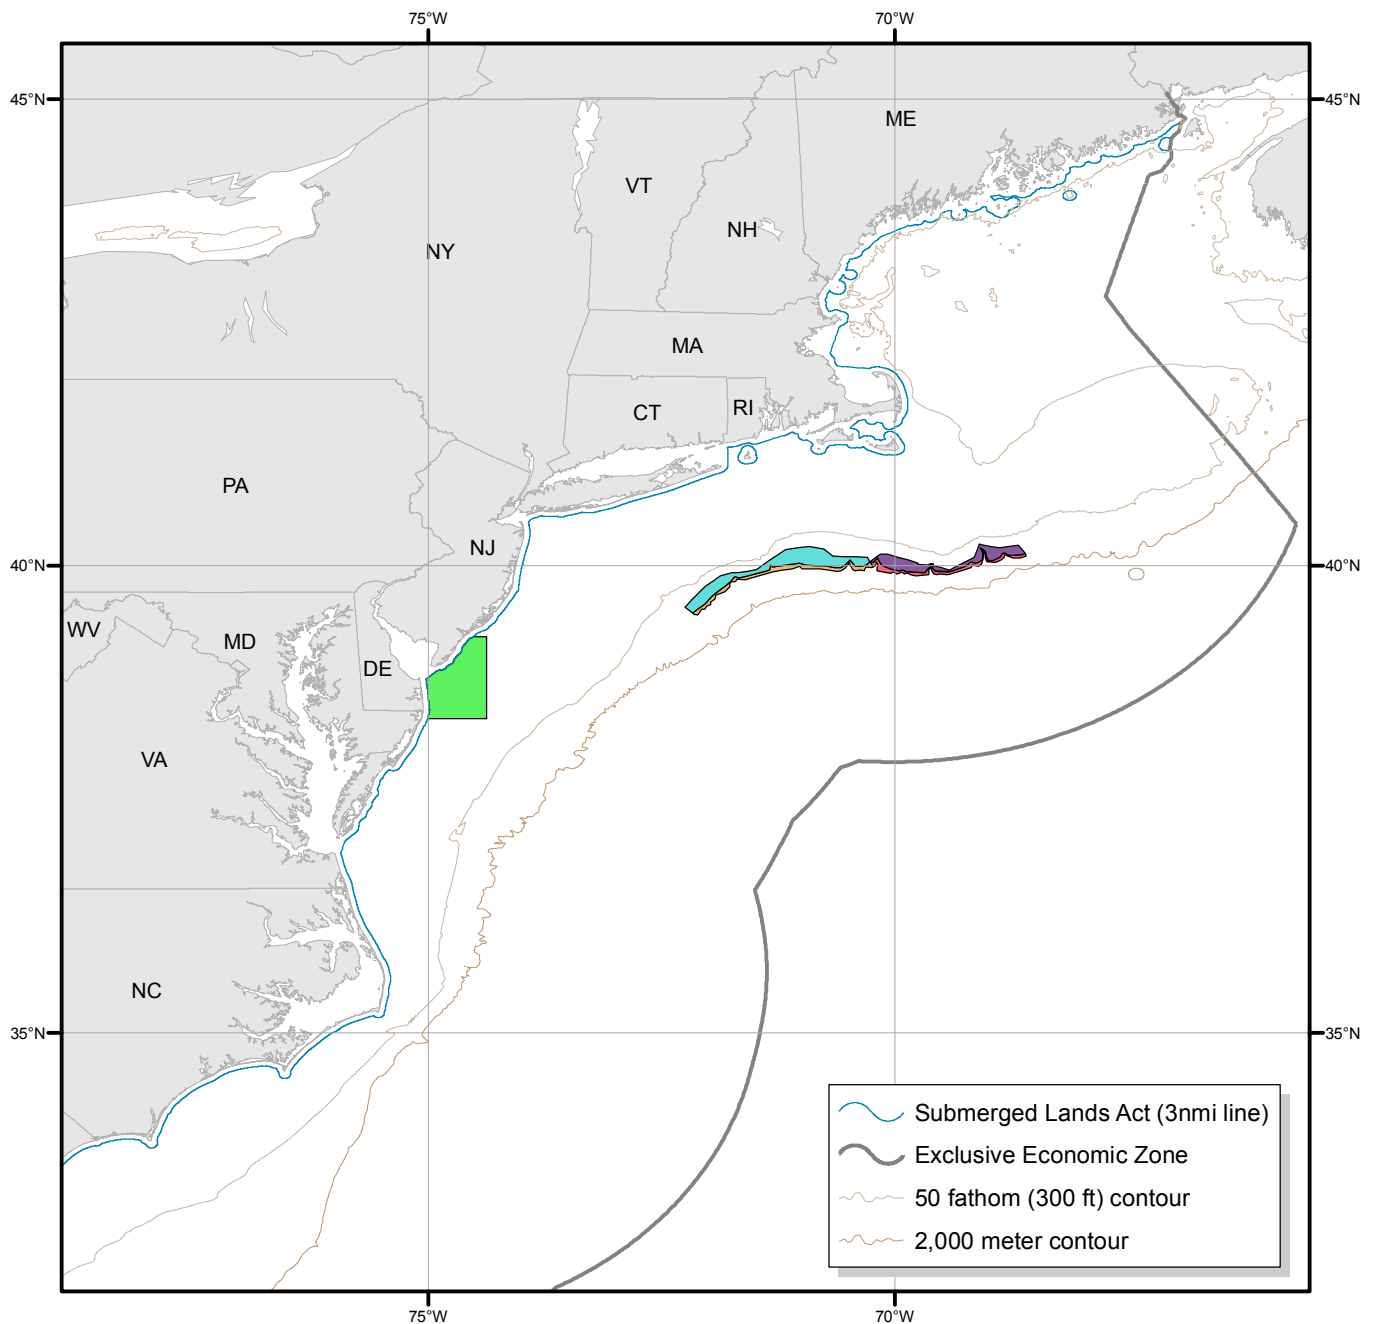 75°W 70°W
45°N 45°N
ME
VT
NH
NY
MA
RI
CT
PA
NJ
40°N 40°N
WV
MD
DE
VA
NC
35°N 35°N
Submerged Lands Act (3nmi line)
Exclusive Economic Zone
50 fathom (300 ft) contour
2,000 meter contour
75°W 70°W